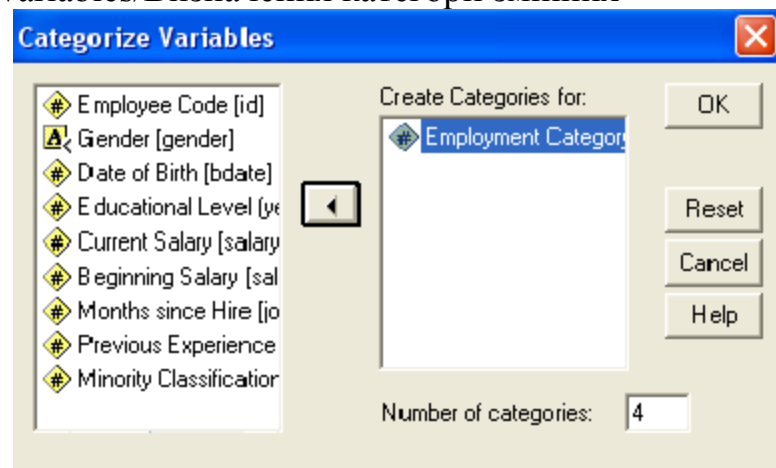 Categorize Variables
Employee Code [id]
Gender [gender]
Date of Birth [bdate]
Educational Level (ye
Current Salary [salary
Beginning Salary [sal
Months since Hire [jo
Previous Experience
Minority Classification
Create Categories for:
Employment Category
OK
Reset
Cancel
Help
Number of categories: 4